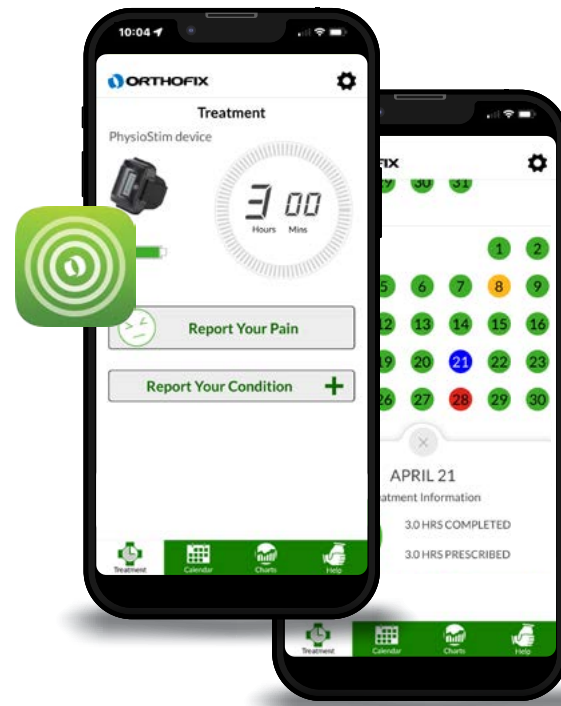 10:04
ORTHOFIX
Treatment
PhysioStim device
3 00
Hours Mins
Report Your Pain
Report Your Condition
Treatment Calendar Charts Help
FIX
30 31
1 2
5 6 7 8 9
12 13 14 15 16
19 20 21 22 23
26 27 28 29 30
APRIL 21
atment Information
3.0 HRS COMPLETED
3.0 HRS PRESCRIBED
Treatment Calendar Charts Help